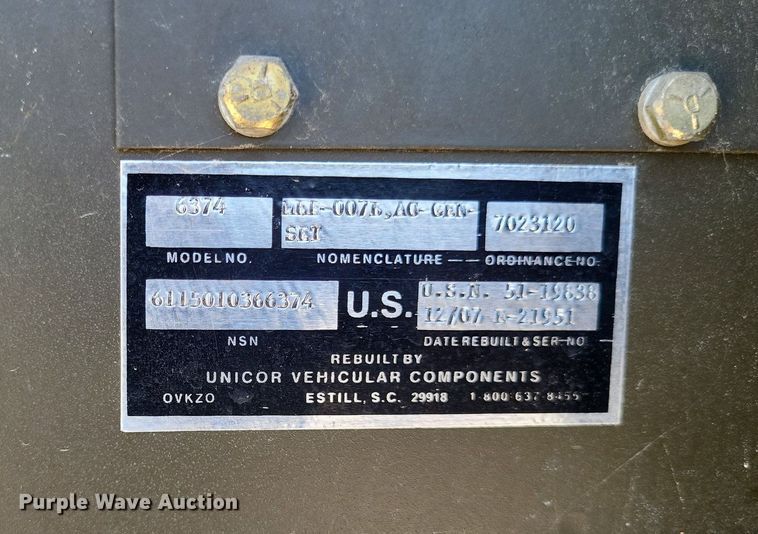 6374
MEP-007B, AC GEN-
SET
7023120
MODEL NO.
NOMENCLATURE
ORDINANCE NO.
6115010366374
U.S.
U.S.N. 51-19838
12/07 R-21951
NSN
DATE REBUILT & SER-NO
REBUILT BY
UNICOR VEHICULAR COMPONENTS
OVKZO
ESTILL, S.C. 29918
1 800 637 8455
Purple Wave Auction